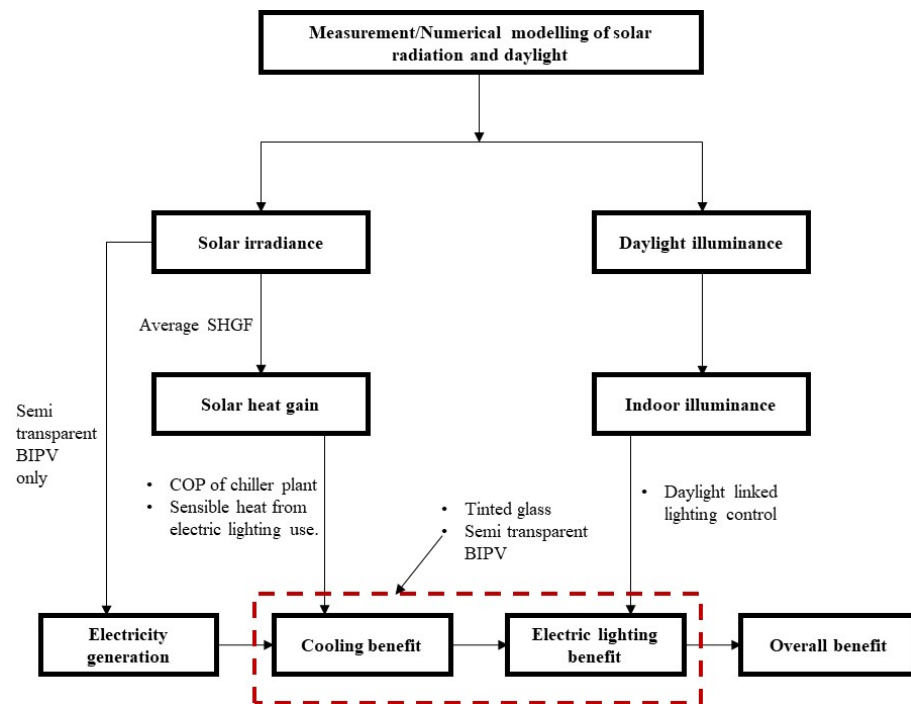 Measurement/Numerical modelling of solar
radiation and daylight
Solar irradiance
Daylight illuminance
Average SHGF
Solar heat gain
Indoor illuminance
Semi
transparent
BIPV
only
• COP of chiller plant
• Sensible heat from
electric lighting use.
• Tinted glass
• Semi transparent
BIPV
• Daylight linked
lighting control
Electricity
generation
Cooling benefit
Electric lighting
benefit
Overall benefit